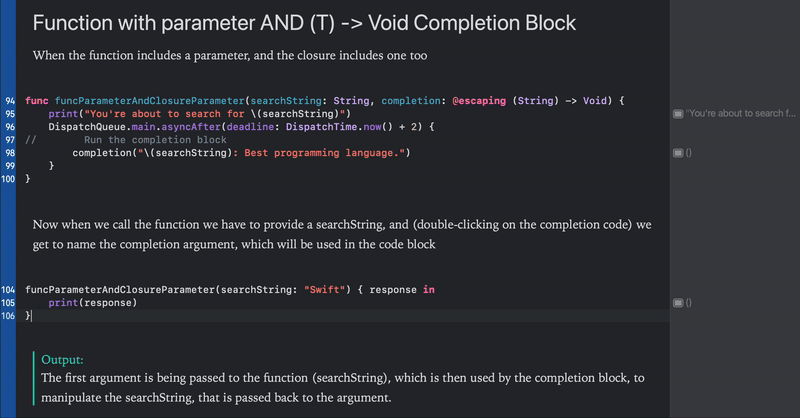 Function with parameter AND (T) -> Void Completion Block
When the function includes a parameter, and the closure includes one too
94 func funcParameterAndClosureParameter(searchString: String, completion: @escaping (String) -> Void) {
95 print("You're about to search for \(searchString)") "You're about to search f...
96 DispatchQueue.main.asyncAfter(deadline: DispatchTime.now() + 2) {
97 // Run the completion block
98 completion("\(searchString): Best programming language.") ()
99 }
100 }
Now when we call the function we have to provide a searchString, and (double-clicking on the completion code) we
get to name the completion argument, which will be used in the code block
104 funcParameterAndClosureParameter(searchString: "Swift") { response in
105 print(response) ()
106 }
Output:
The first argument is being passed to the function (searchString), which is then used by the completion block, to
manipulate the searchString, that is passed back to the argument.